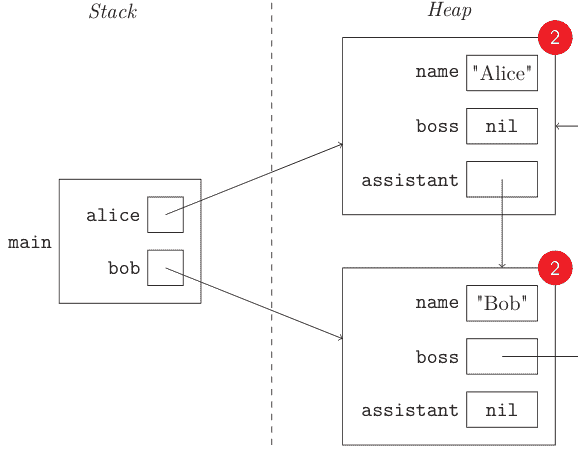 Stack
Heap
2
name "Alice"
boss nil
assistant
main
alice
bob
2
name "Bob"
boss
assistant nil